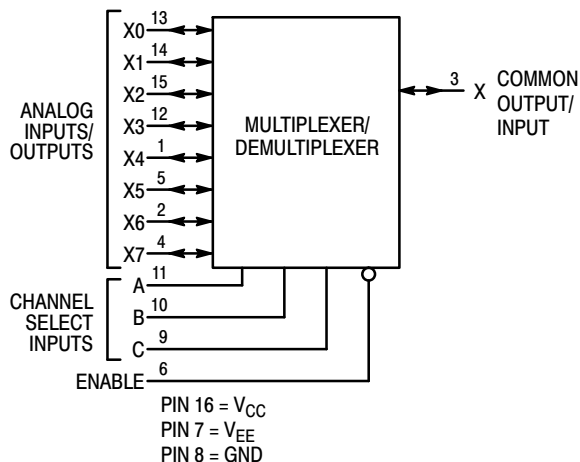 X0 13
X1 14
X2 15
X3 12
X4 1
X5 5
X6 2
X7 4
ANALOG
INPUTS/
OUTPUTS
MULTIPLEXER/
DEMULTIPLEXER
3
X
COMMON
OUTPUT/
INPUT
A 11
B 10
C 9
CHANNEL
SELECT
INPUTS
ENABLE 6
PIN 16 = VCC
PIN 7 = VEE
PIN 8 = GND